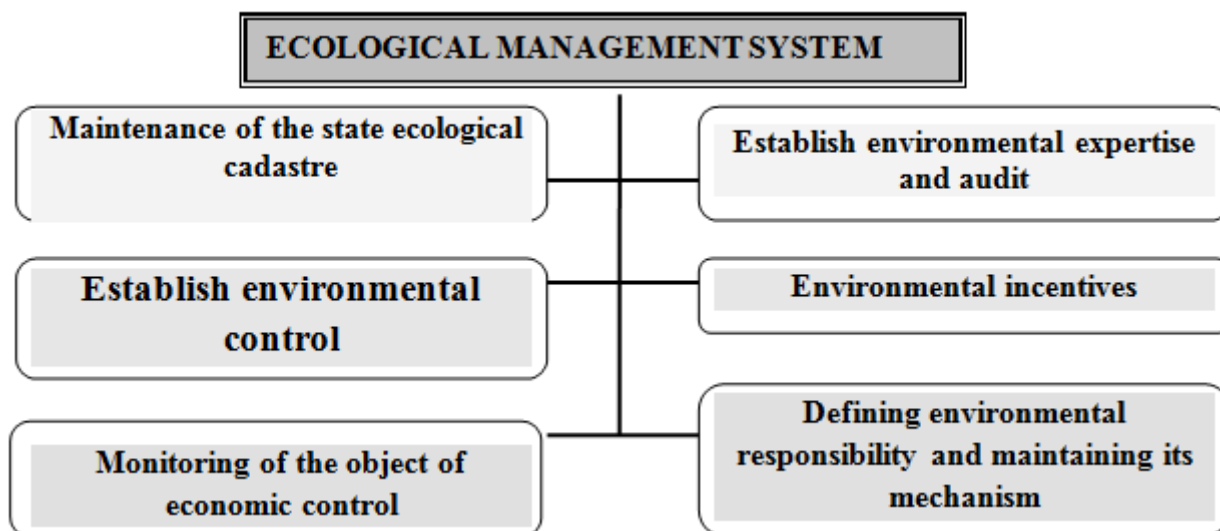 ECOLOGICAL MANAGEMENT SYSTEM
Maintenance of the state ecological
cadastre
Establish environmental expertise
and audit
Establish environmental
control
Environmental incentives
Monitoring of the object of
economic control
Defining environmental
responsibility and maintaining its
mechanism